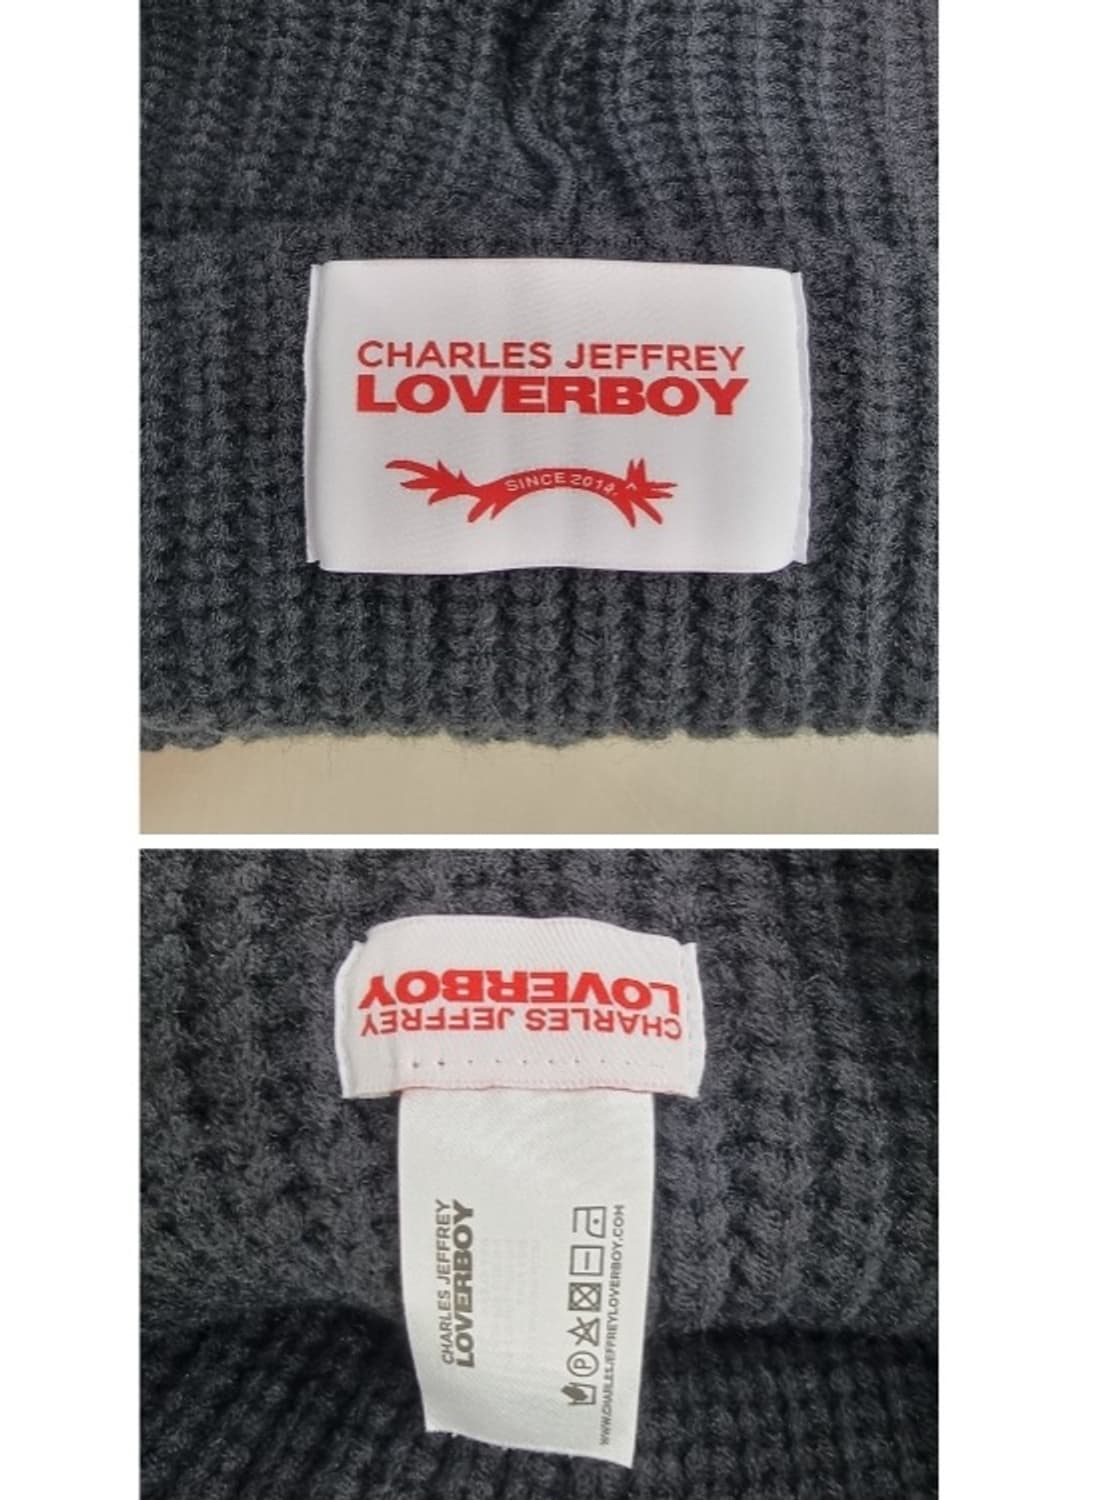 CHARLES JEFFREY
LOVERBOY
SINCE 2014
CHARLES JEFFREY
LOVERBOY
CHARLES JEFFREY
LOVERBOY
P
WWW.CHARLESJEFFREYLOVERBOY.COM